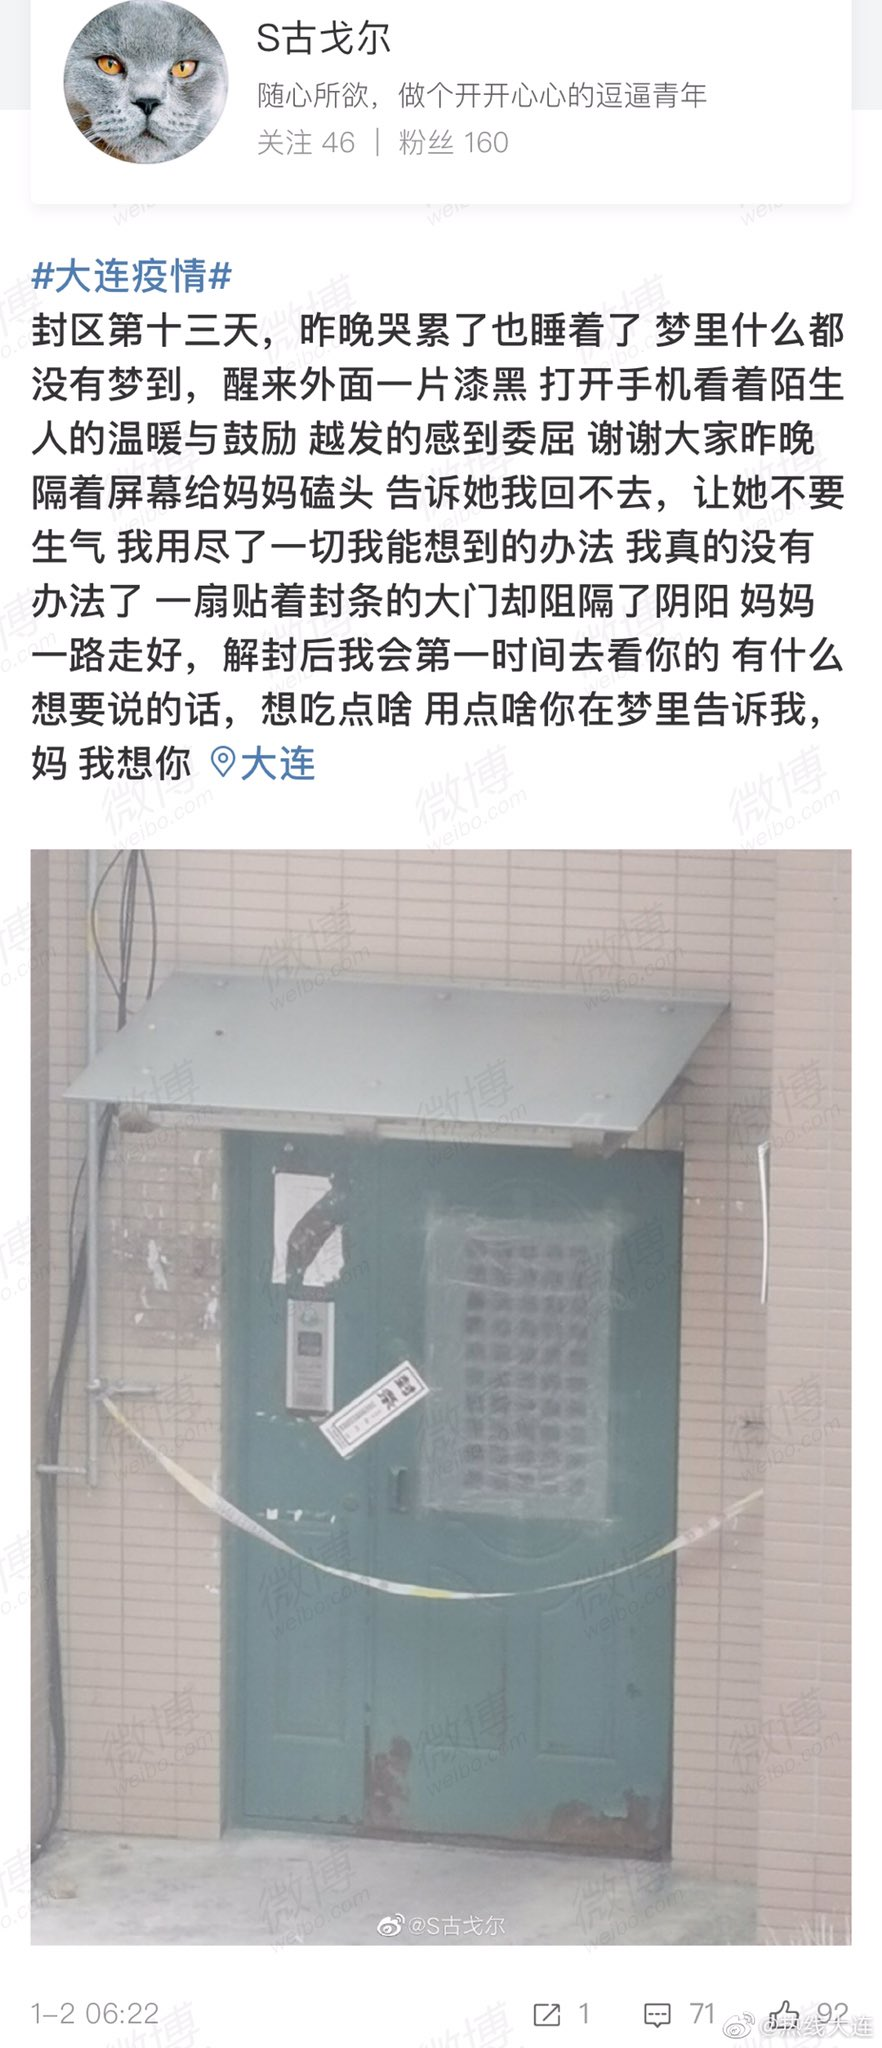 S古戈尔
随心所欲，做个开开心心的逗逼青年
关注 46 | 粉丝 160
#大连疫情#
封区第十三天，昨晚哭累了也睡着了 梦里什么都
没有梦到，醒来外面一片漆黑 打开手机看着陌生
人的温暖与鼓励 越发的感到委屈 谢谢大家昨晚
隔着屏幕给妈妈磕头 告诉她我回不去，让她不要
生气 我用尽了一切我能想到的办法 我真的没有
办法了 一扇贴着封条的大门却阻隔了阴阳 妈妈
一路走好，解封后我会第一时间去看你的 有什么
想要说的话，想吃点啥 用点啥你在梦里告诉我，
妈 我想你 大连
封条
@S古戈尔
1-2 06:22
1
71
92
@热线大连
微博
weibo.com